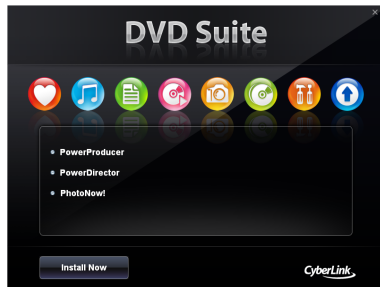 DVD Suite
PowerProducer
PowerDirector
PhotoNow!
Install Now
CyberLink